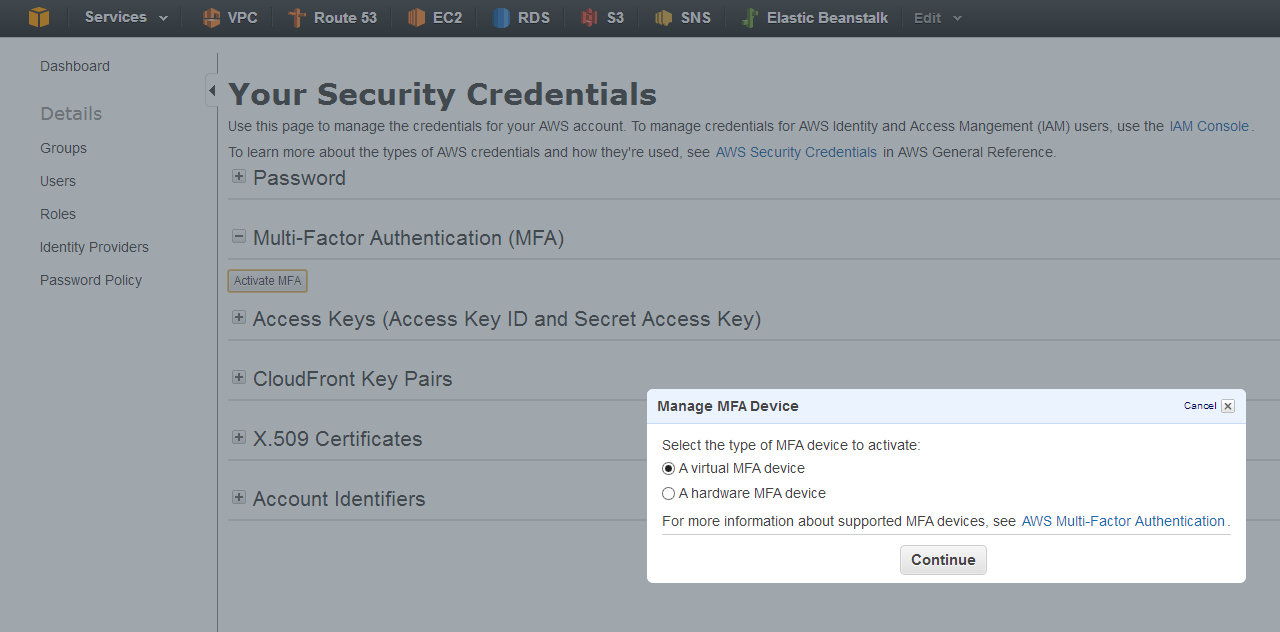 Services VPC Route 53 EC2 RDS S3 SNS Elastic Beanstalk Edit
Dashboard
Details
Groups
Users
Roles
Identity Providers
Password Policy
Your Security Credentials
Use this page to manage the credentials for your AWS account. To manage credentials for AWS Identity and Access Mangement (IAM) users, use the IAM Console.
To learn more about the types of AWS credentials and how they're used, see AWS Security Credentials in AWS General Reference.
Password
Multi-Factor Authentication (MFA)
Activate MFA
Access Keys (Access Key ID and Secret Access Key)
CloudFront Key Pairs
X.509 Certificates
Account Identifiers
Manage MFA Device Cancel
Select the type of MFA device to activate:
A virtual MFA device
A hardware MFA device
For more information about supported MFA devices, see AWS Multi-Factor Authentication.
Continue